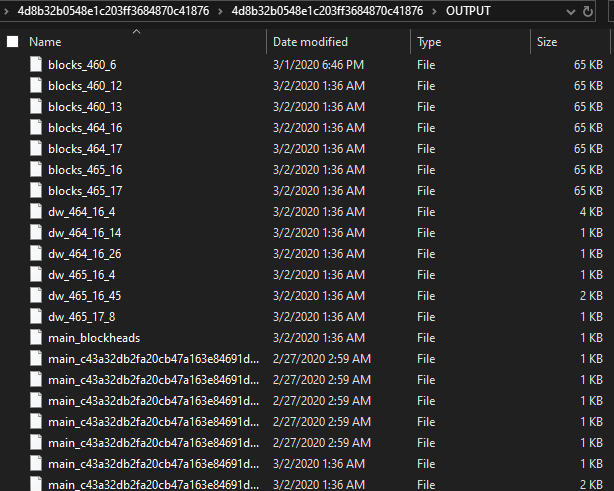 4d8b32b0548e1c203ff3684870c41876 > 4d8b32b0548e1c203ff3684870c41876 > OUTPUT
Name Date modified Type Size
blocks_460_6 3/1/2020 6:46 PM File 65 KB
blocks_460_12 3/2/2020 1:36 AM File 65 KB
blocks_460_13 3/2/2020 1:36 AM File 65 KB
blocks_464_16 3/2/2020 1:36 AM File 65 KB
blocks_464_17 3/2/2020 1:36 AM File 65 KB
blocks_465_16 3/2/2020 1:36 AM File 65 KB
blocks_465_17 3/2/2020 1:36 AM File 65 KB
dw_464_16_4 3/2/2020 1:36 AM File 4 KB
dw_464_16_14 3/2/2020 1:36 AM File 1 KB
dw_464_16_26 3/2/2020 1:36 AM File 1 KB
dw_465_16_4 3/2/2020 1:36 AM File 1 KB
dw_465_16_45 3/2/2020 1:36 AM File 2 KB
dw_465_17_8 3/2/2020 1:36 AM File 1 KB
main_blockheads 3/2/2020 1:36 AM File 1 KB
main_c43a32db2fa20cb47a163e84691d... 2/27/2020 2:59 AM File 1 KB
main_c43a32db2fa20cb47a163e84691d... 2/27/2020 2:59 AM File 1 KB
main_c43a32db2fa20cb47a163e84691d... 2/27/2020 2:59 AM File 1 KB
main_c43a32db2fa20cb47a163e84691d... 2/27/2020 2:59 AM File 1 KB
main_c43a32db2fa20cb47a163e84691d... 2/27/2020 2:59 AM File 1 KB
main_c43a32db2fa20cb47a163e84691d... 3/2/2020 1:36 AM File 1 KB
main_c43a32db2fa20cb47a163e84691d... 3/2/2020 1:36 AM File 2 KB